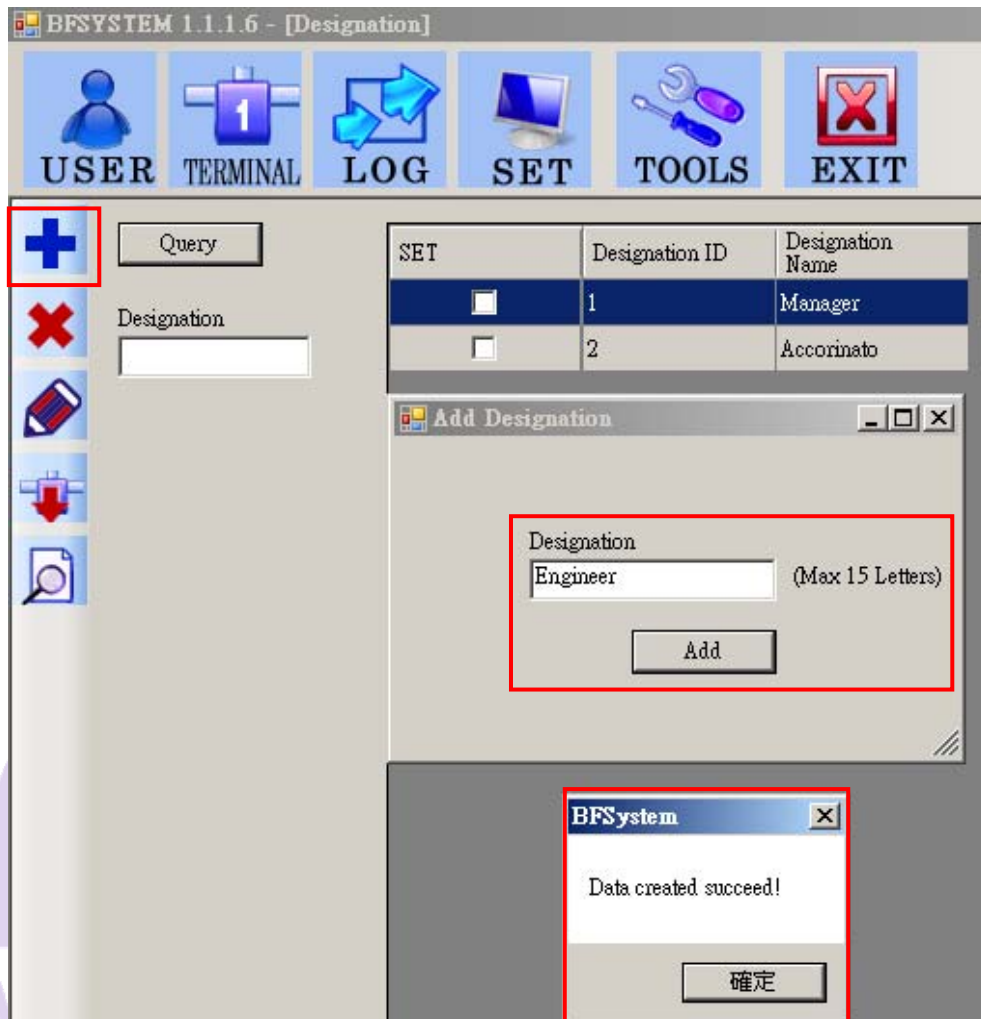 BFSYSTEM 1.1.1.6 - [Designation]
USER TERMINAL LOG SET TOOLS EXIT
1
Query
Designation
SET Designation ID Designation Name
1 Manager
2 Accorinato
Add Designation
Designation
Engineer (Max 15 Letters)
Add
BFSystem
Data created succeed!
確定